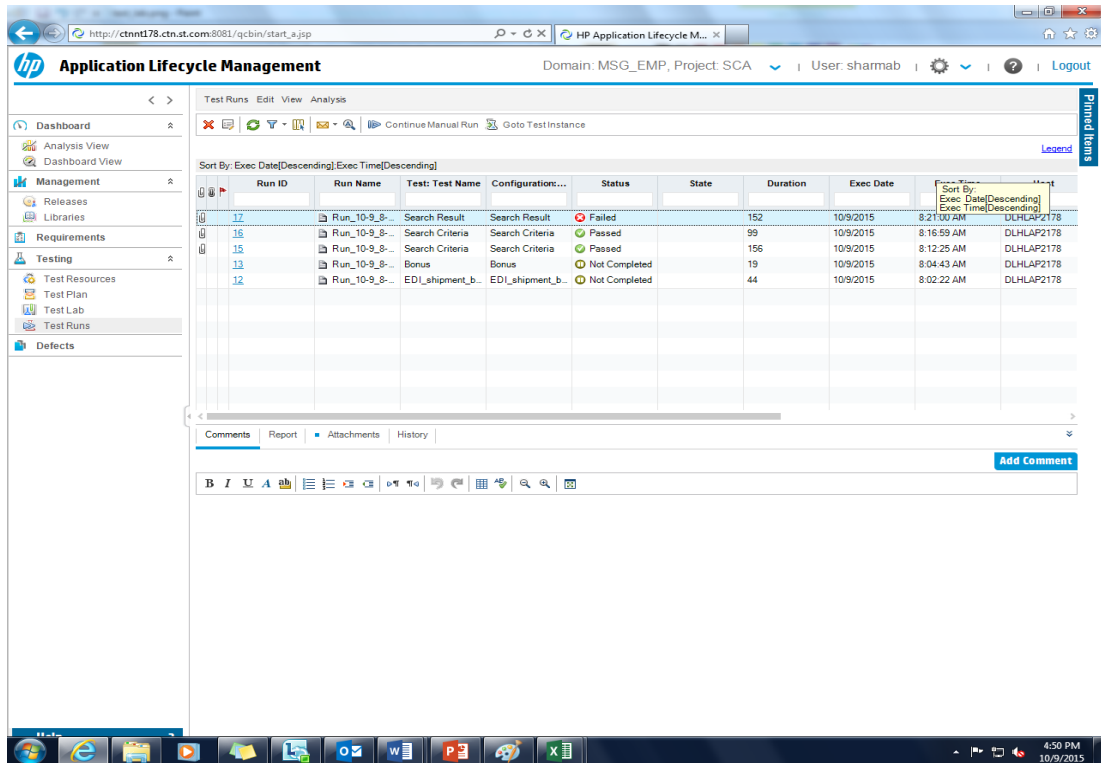 http://ctnnt178.ctn.st.com:8081/qcbin/start_a.jsp
HP Application Lifecycle M...
hp
Application Lifecycle Management
Domain: MSG_EMP, Project: SCA
User: sharmab
Logout
Test Runs Edit View Analysis
Pinned Items
Dashboard
Analysis View
Dashboard View
Management
Releases
Libraries
Requirements
Testing
Test Resources
Test Plan
Test Lab
Test Runs
Defects
Continue Manual Run Goto Test Instance
Legend
Sort By: Exec Date[Descending];Exec Time[Descending]
Run ID Run Name Test: Test Name Configuration:... Status State Duration Exec Date Exec Time Host
Sort By:
Exec Date[Descending]
Exec Time[Descending]
17 Run_10-9_8-... Search Result Search Result Failed 152 10/9/2015 8:21:00 AM DLHLAP2178
16 Run_10-9_8-... Search Criteria Search Criteria Passed 99 10/9/2015 8:16:59 AM DLHLAP2178
15 Run_10-9_8-... Search Criteria Search Criteria Passed 156 10/9/2015 8:12:25 AM DLHLAP2178
13 Run_10-9_8-... Bonus Bonus Not Completed 19 10/9/2015 8:04:43 AM DLHLAP2178
12 Run_10-9_8-... EDI_shipment_b... EDI_shipment_b... Not Completed 44 10/9/2015 8:02:22 AM DLHLAP2178
Comments Report Attachments History
Add Comment
B I U A ab
4:50 PM
10/9/2015